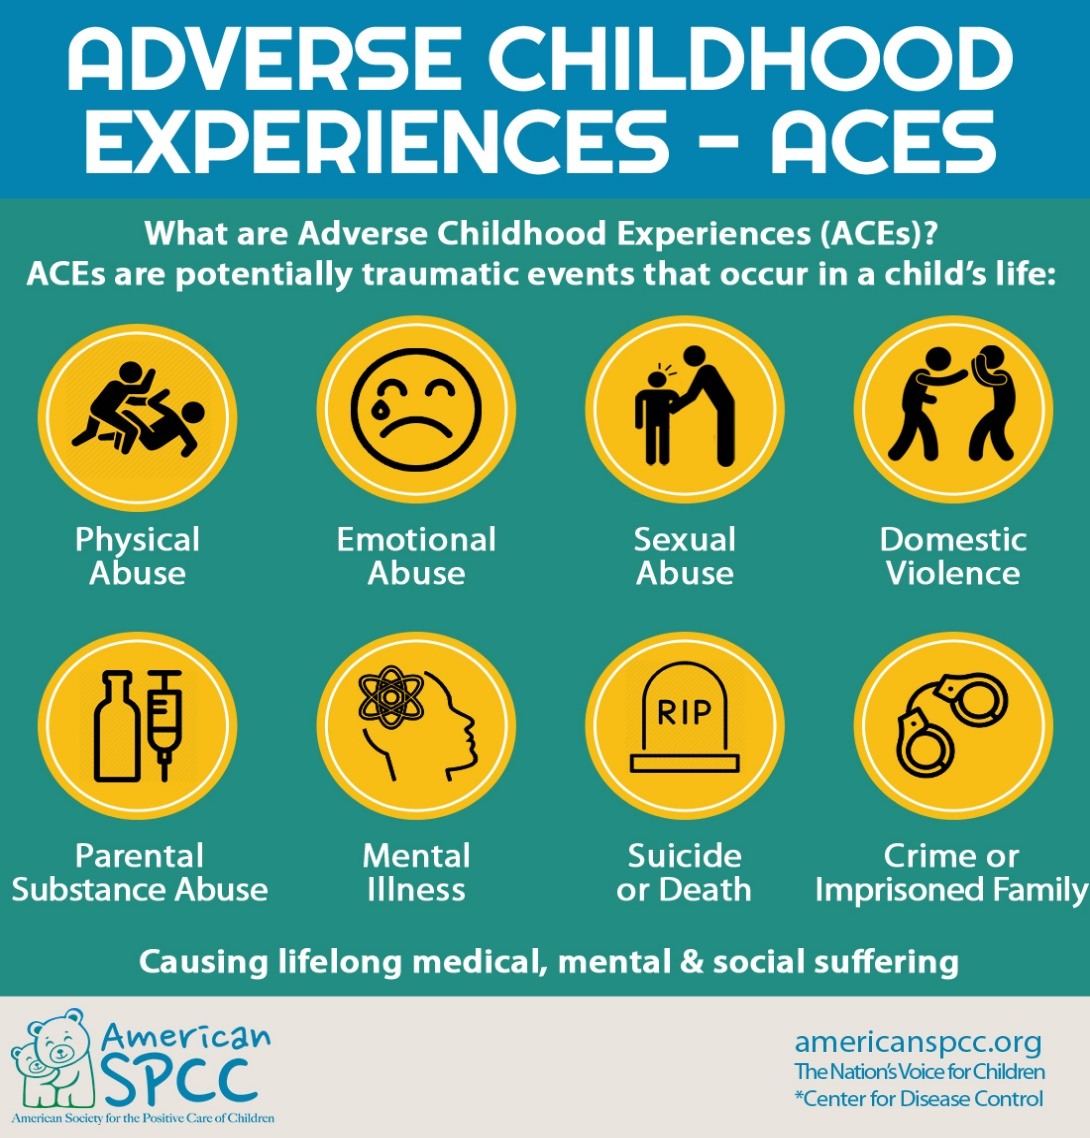 ADVERSE CHILDHOOD
EXPERIENCES - ACES
What are Adverse Childhood Experiences (ACEs)?
ACEs are potentially traumatic events that occur in a child's life:
Physical
Abuse
Emotional
Abuse
Sexual
Abuse
Domestic
Violence
RIP
Parental
Substance Abuse
Mental
Illness
Suicide
or Death
Crime or
Imprisoned Family
Causing lifelong medical, mental & social suffering
American
SPCC
American Society for the Positive Care of Children
americanspcc.org
The Nation's Voice for Children
*Center for Disease Control